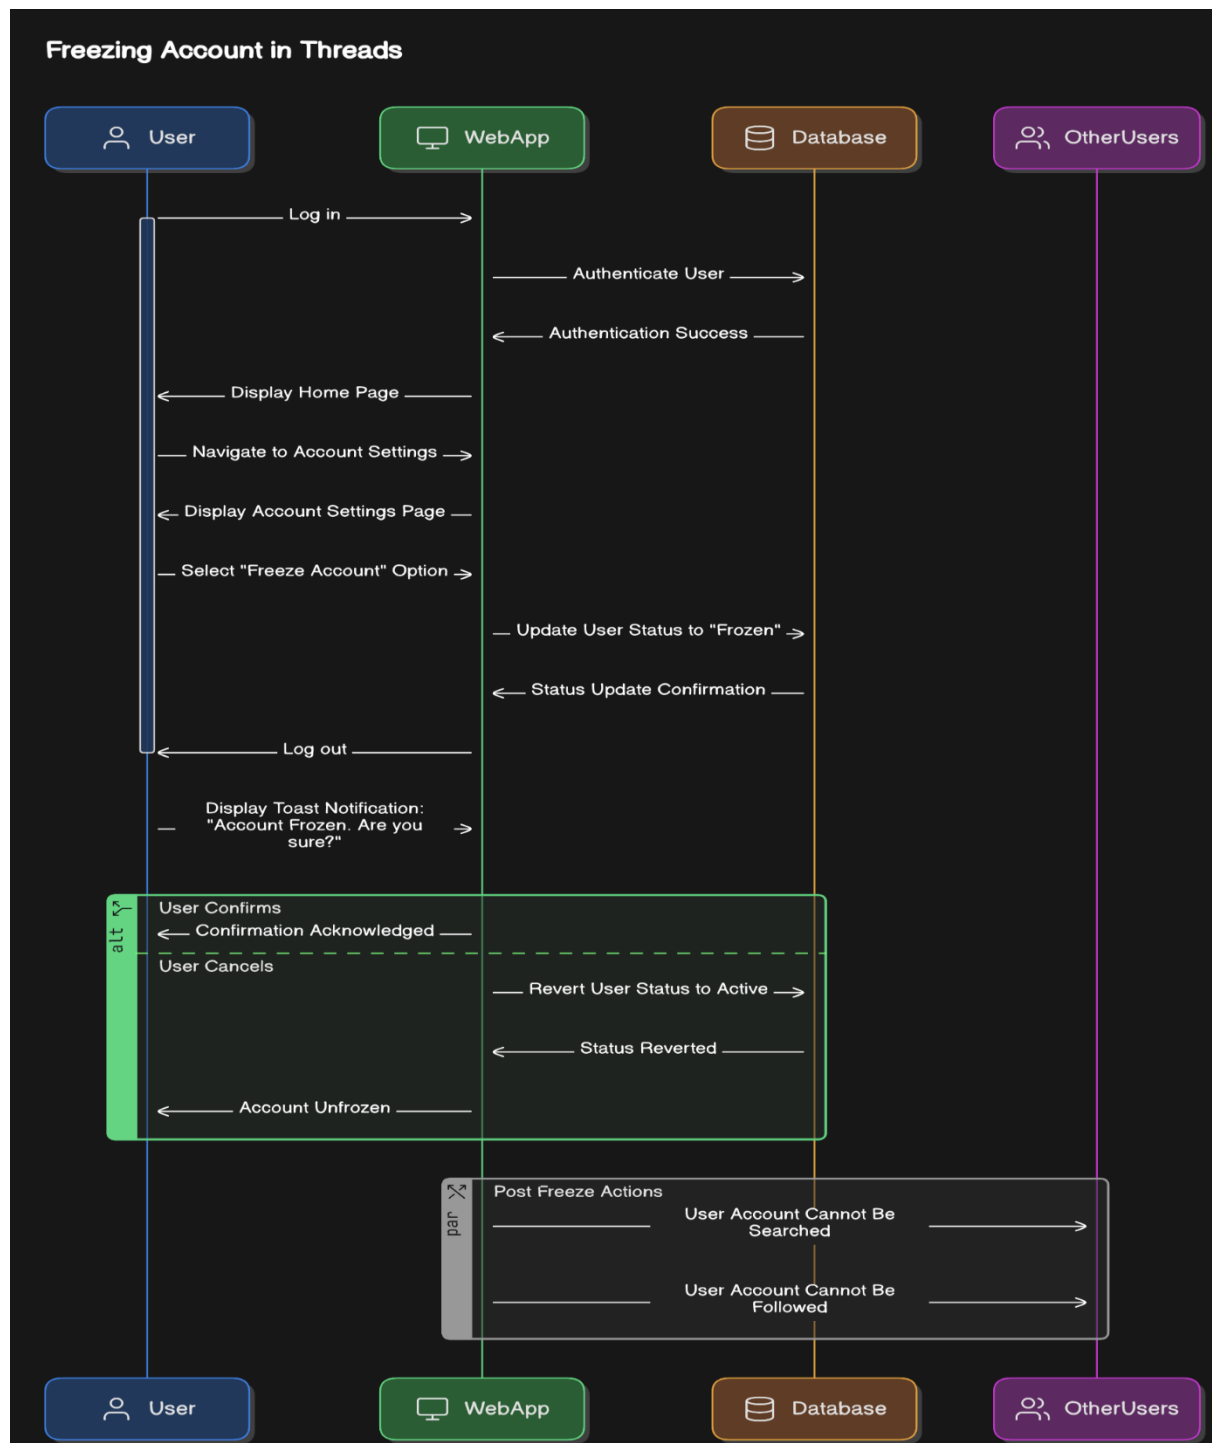 Freezing Account in Threads
User
WebApp
Database
OtherUsers
Log in
Authenticate User
Authentication Success
Display Home Page
Navigate to Account Settings
Display Account Settings Page
Select "Freeze Account" Option
Update User Status to "Frozen"
Status Update Confirmation
Log out
Display Toast Notification:
"Account Frozen. Are you
sure?"
alt
User Confirms
Confirmation Acknowledged
User Cancels
Revert User Status to Active
Status Reverted
Account Unfrozen
par
Post Freeze Actions
User Account Cannot Be
Searched
User Account Cannot Be
Followed
User
WebApp
Database
OtherUsers